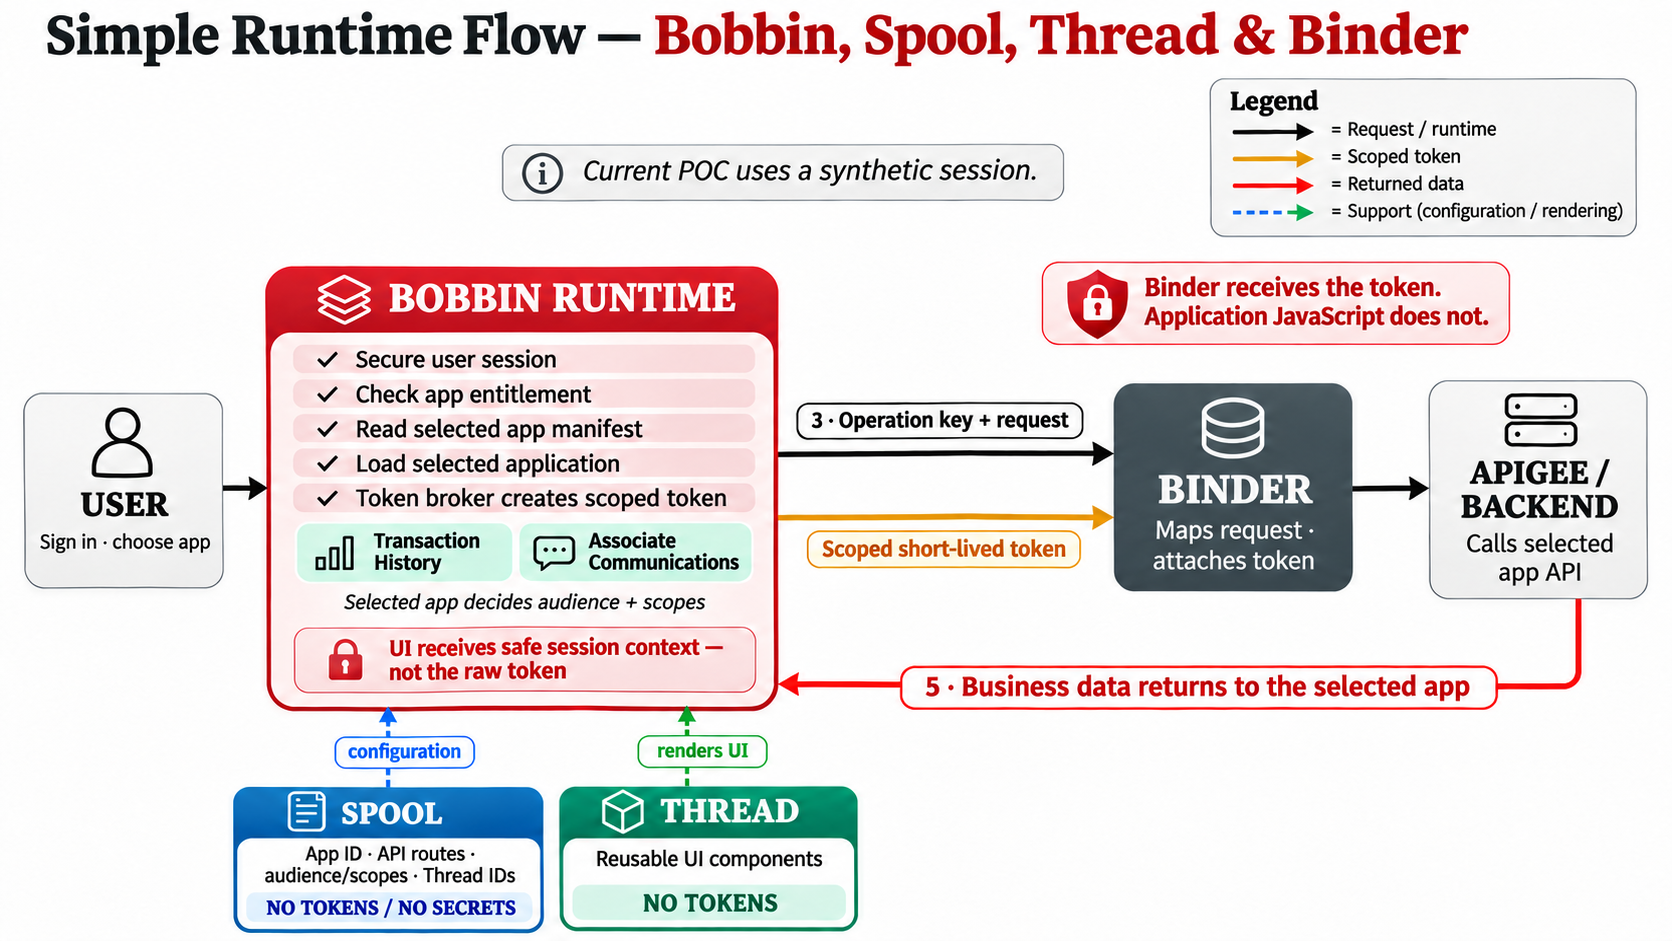 Simple Runtime Flow — Bobbin, Spool, Thread & Binder
Legend
= Request / runtime
= Scoped token
= Returned data
= Support (configuration / rendering)
Current POC uses a synthetic session.
Binder receives the token.
Application JavaScript does not.
USER
Sign in · choose app
BOBBIN RUNTIME
Secure user session
Check app entitlement
Read selected app manifest
Load selected application
Token broker creates scoped token
Transaction
History
Associate
Communications
Selected app decides audience + scopes
UI receives safe session context —
not the raw token
3 · Operation key + request
Scoped short-lived token
BINDER
Maps request ·
attaches token
APIGEE /
BACKEND
Calls selected
app API
5 · Business data returns to the selected app
configuration
renders UI
SPOOL
App ID · API routes ·
audience/scopes · Thread IDs
NO TOKENS / NO SECRETS
THREAD
Reusable UI components
NO TOKENS